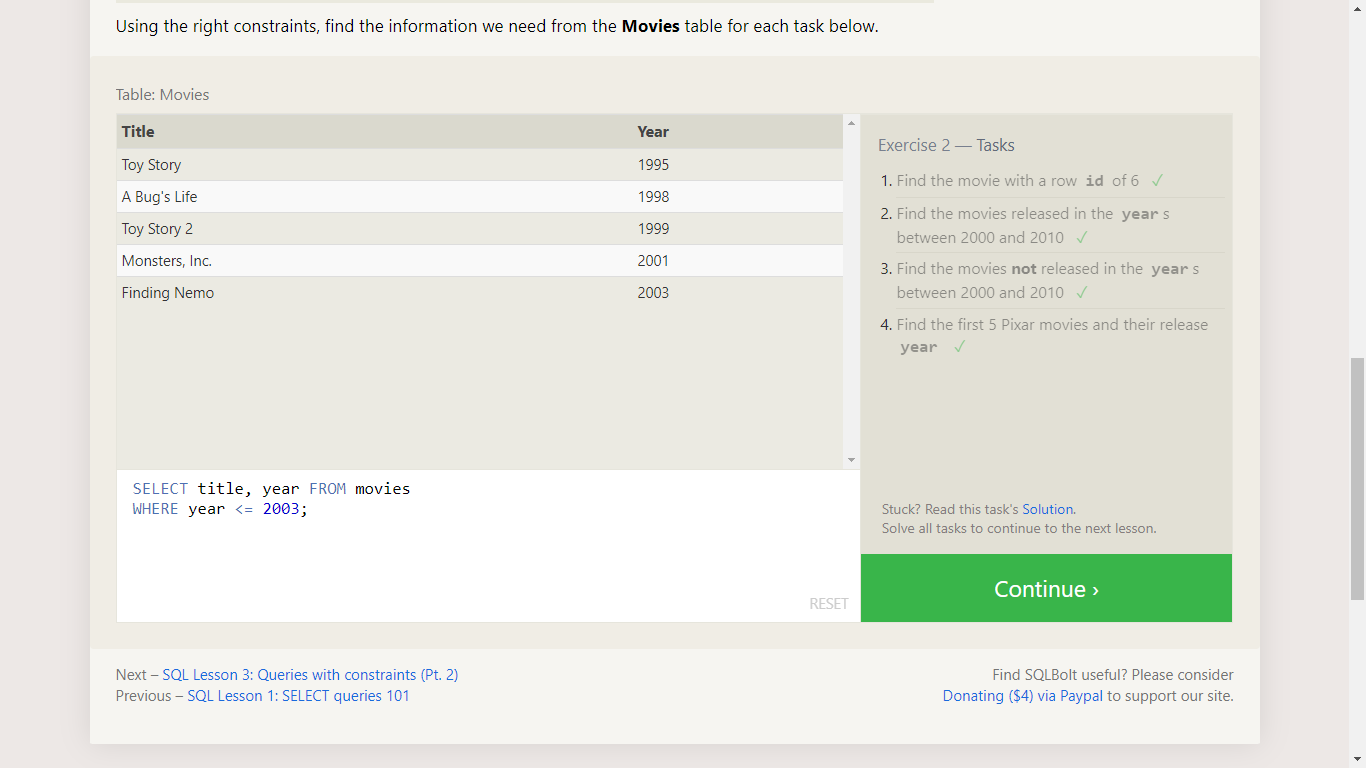 Using the right constraints, find the information we need from the Movies table for each task below.
Table: Movies
Title Year
Toy Story 1995
A Bug's Life 1998
Toy Story 2 1999
Monsters, Inc. 2001
Finding Nemo 2003
SELECT title, year FROM movies
WHERE year <= 2003;
RESET
Exercise 2 — Tasks
1. Find the movie with a row id of 6 ✓
2. Find the movies released in the year s
between 2000 and 2010 ✓
3. Find the movies not released in the year s
between 2000 and 2010 ✓
4. Find the first 5 Pixar movies and their release
year ✓
Stuck? Read this task's Solution.
Solve all tasks to continue to the next lesson.
Continue ›
Next – SQL Lesson 3: Queries with constraints (Pt. 2)
Previous – SQL Lesson 1: SELECT queries 101
Find SQLBolt useful? Please consider
Donating ($4) via Paypal to support our site.